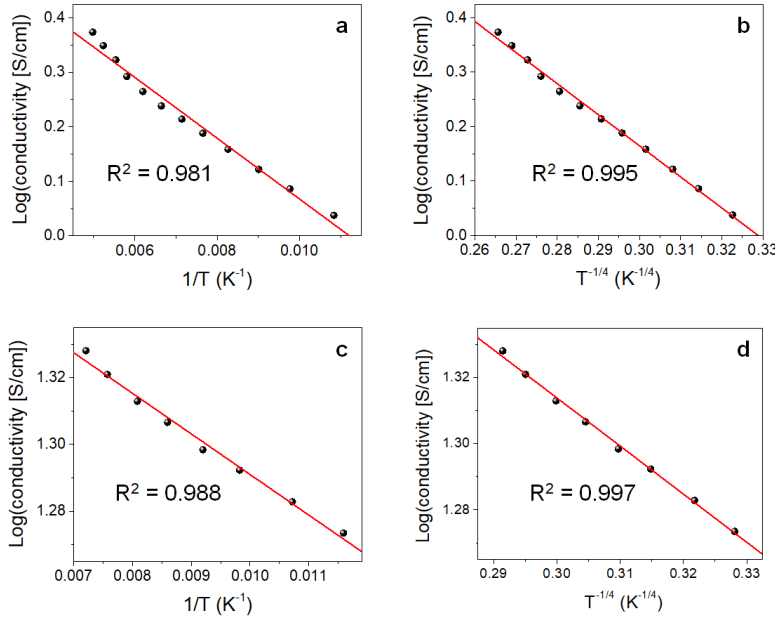 a
Log(conductivity [S/cm])
0.4
0.3
0.2
0.1
0.0
R² = 0.981
0.006 0.008 0.010
1/T (K⁻¹)
b
Log(conductivity [S/cm])
0.4
0.3
0.2
0.1
0.0
R² = 0.995
0.26 0.27 0.28 0.29 0.30 0.31 0.32 0.33
T⁻¹/⁴ (K⁻¹/⁴)
c
Log(conductivity [S/cm])
1.32
1.30
1.28
R² = 0.988
0.007 0.008 0.009 0.010 0.011
1/T (K⁻¹)
d
Log(conductivity [S/cm])
1.32
1.30
1.28
R² = 0.997
0.29 0.30 0.31 0.32 0.33
T⁻¹/⁴ (K⁻¹/⁴)